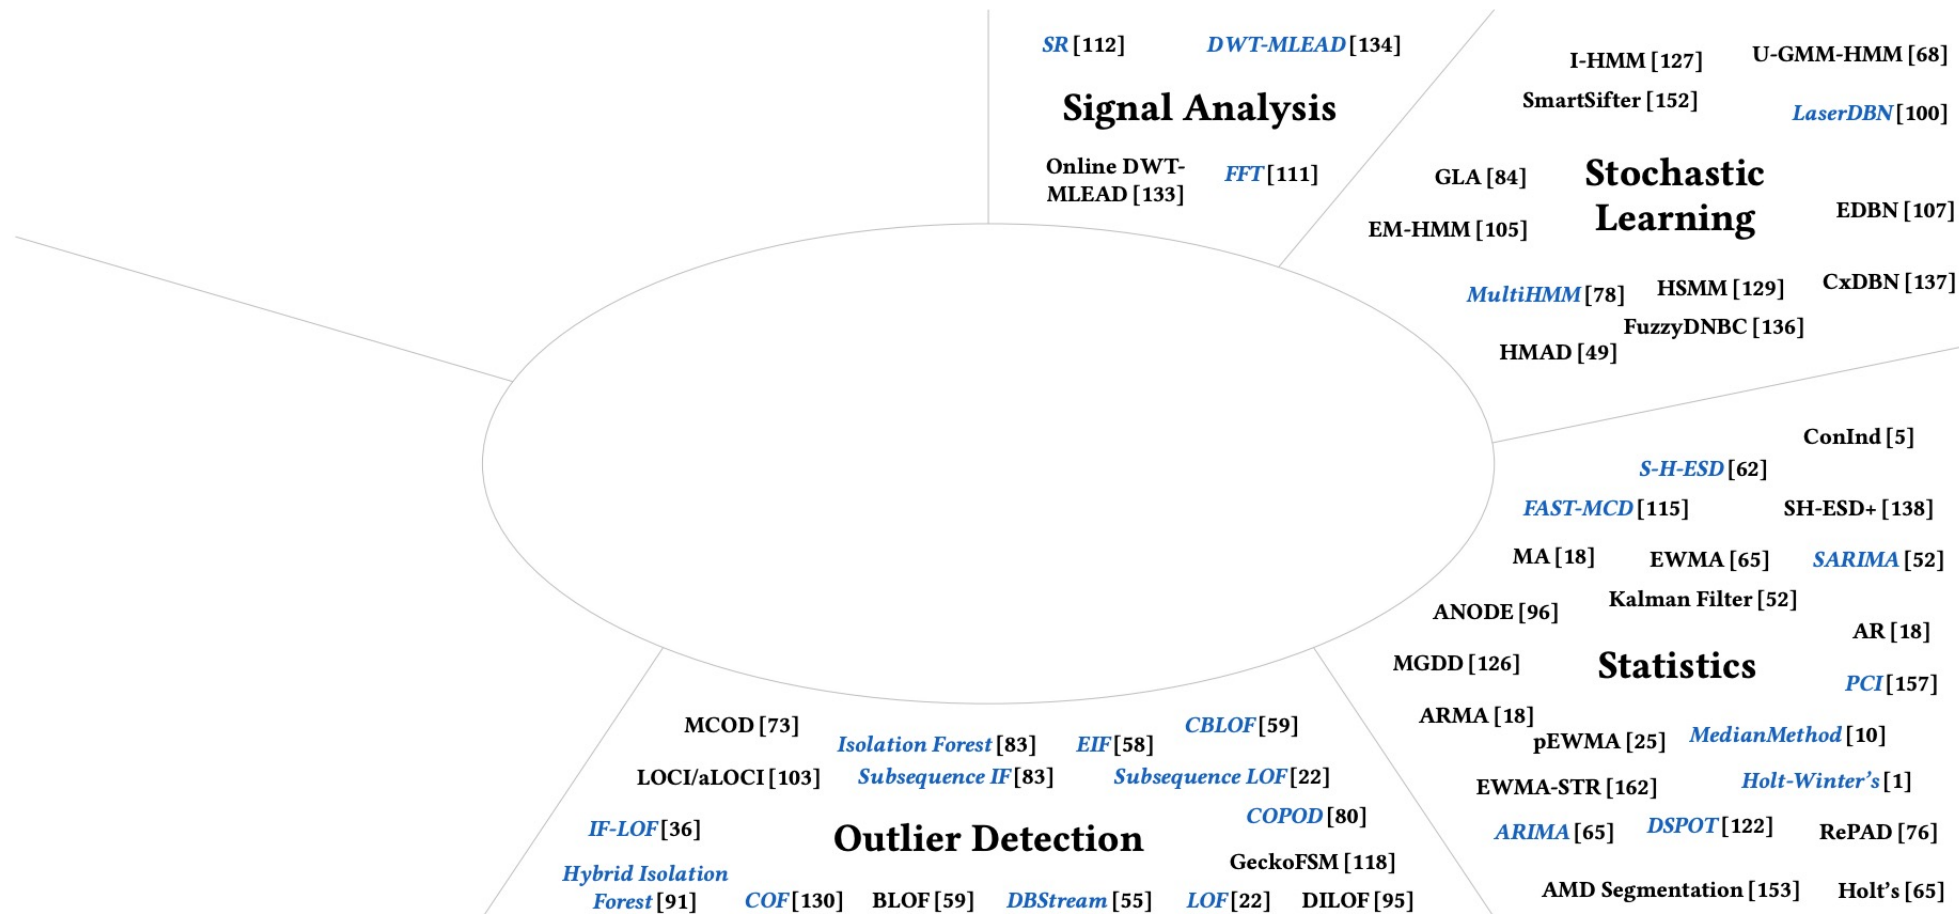 SR [112]
DWT-MLEAD [134]
Signal Analysis
Online DWT-
MLEAD [133]
FFT [111]
I-HMM [127]
U-GMM-HMM [68]
SmartSifter [152]
LaserDBN [100]
GLA [84]
Stochastic
Learning
EDBN [107]
EM-HMM [105]
MultiHMM [78]
HSMM [129]
CxDBN [137]
FuzzyDNBC [136]
HMAD [49]
ConInd [5]
S-H-ESD [62]
FAST-MCD [115]
SH-ESD+ [138]
MA [18]
EWMA [65]
SARIMA [52]
Kalman Filter [52]
ANODE [96]
AR [18]
MGDD [126]
Statistics
PCI [157]
ARMA [18]
pEWMA [25]
MedianMethod [10]
EWMA-STR [162]
Holt-Winter's [1]
ARIMA [65]
DSPOT [122]
RePAD [76]
AMD Segmentation [153]
Holt's [65]
MCOD [73]
Isolation Forest [83]
EIF [58]
CBLOF [59]
LOCI/aLOCI [103]
Subsequence IF [83]
Subsequence LOF [22]
IF-LOF [36]
Outlier Detection
COPOD [80]
GeckoFSM [118]
Hybrid Isolation
Forest [91]
COF [130]
BLOF [59]
DBStream [55]
LOF [22]
DILOF [95]